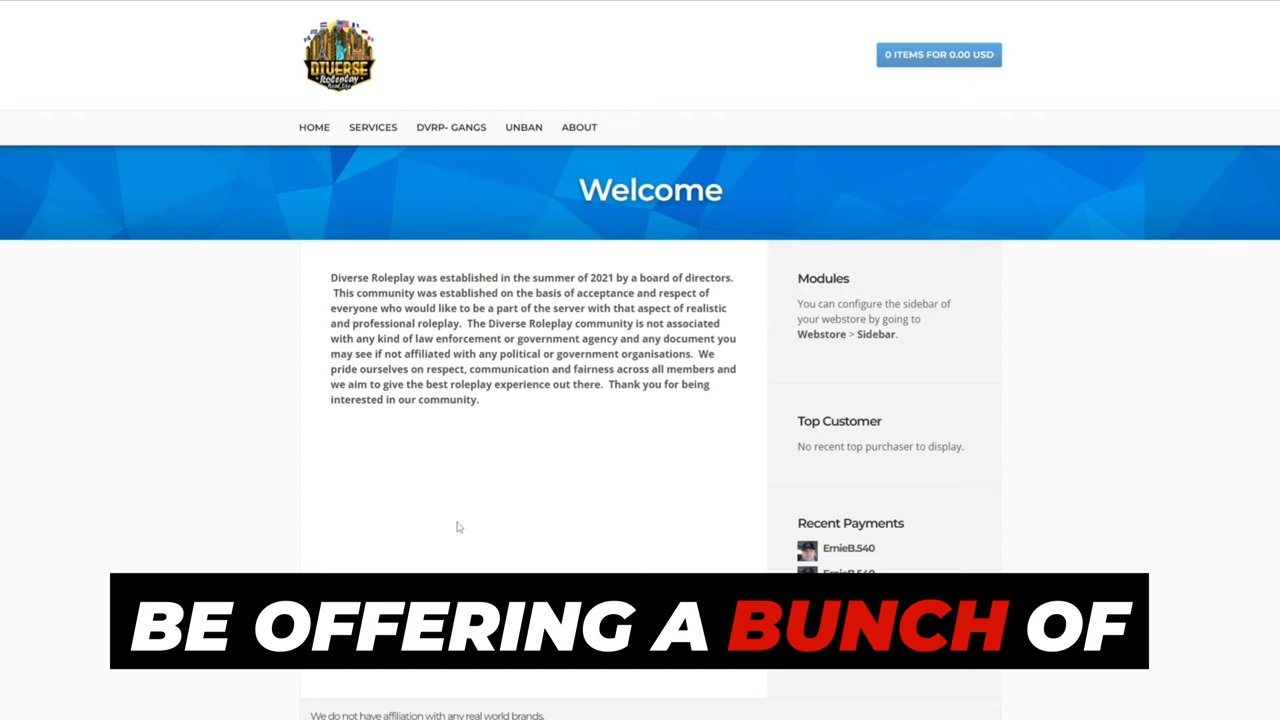 DIVERSE
Roleplay
Real Life
0 ITEMS FOR 0.00 USD
HOME SERVICES DVRP- GANGS UNBAN ABOUT
Welcome
Diverse Roleplay was established in the summer of 2021 by a board of directors.
This community was established on the basis of acceptance and respect of
everyone who would like to be a part of the server with that aspect of realistic
and professional roleplay. The Diverse Roleplay community is not associated
with any kind of law enforcement or government agency and any document you
may see if not affiliated with any political or government organisations. We
pride ourselves on respect, communication and fairness across all members and
we aim to give the best roleplay experience out there. Thank you for being
interested in our community.
Modules
You can configure the sidebar of
your webstore by going to
Webstore > Sidebar.
Top Customer
No recent top purchaser to display.
Recent Payments
ErnieB.540
BE OFFERING A BUNCH OF
We do not have affiliation with any real world brands.